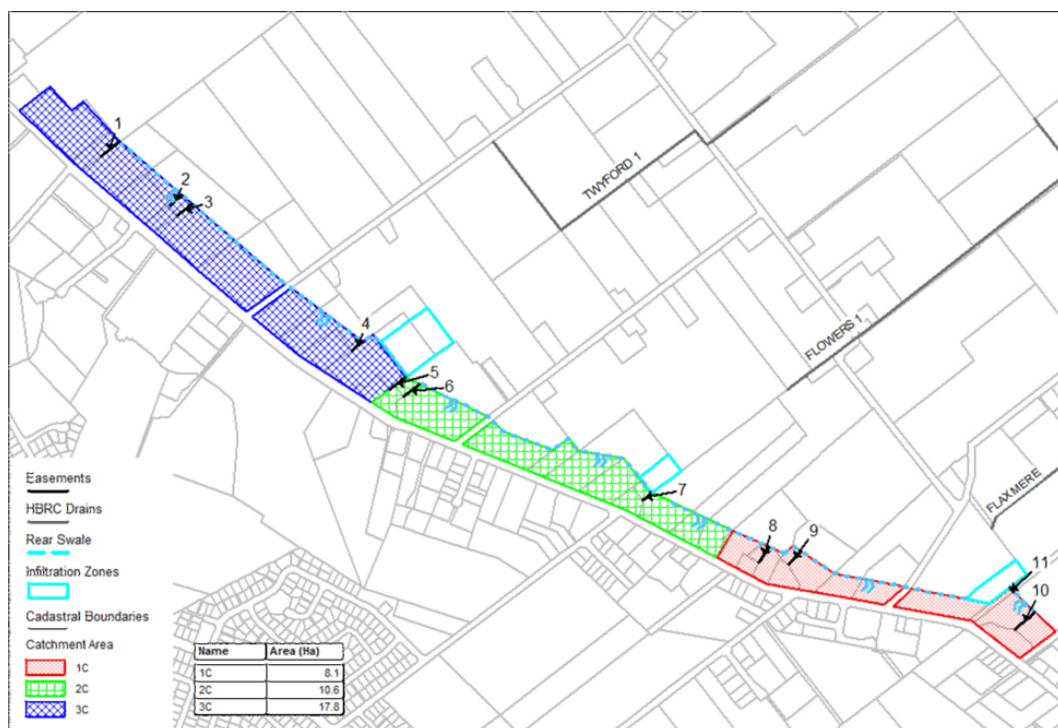 1
2
3
TWYFORD 1
4
FLOWERS 1
5
6
7
FLAXMERE
8
9
11
10
Easements
HBRC Drains
Rear Swale
Infiltration Zones
Cadastral Boundaries
Catchment Area
1C
2C
3C
Name Area (Ha)
1C 8.1
2C 10.6
3C 17.8